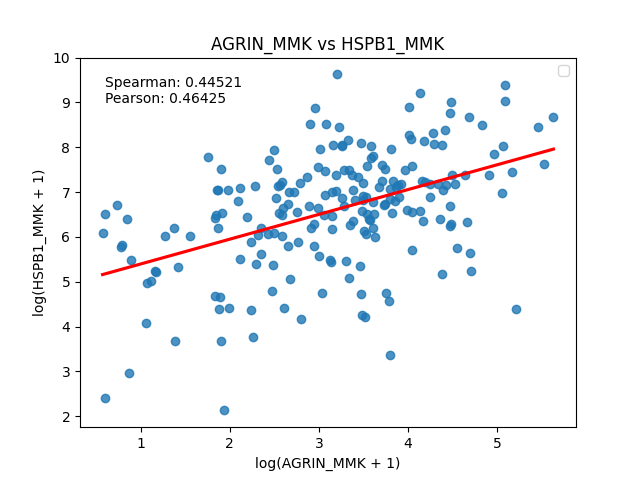 AGRIN_MMK vs HSPB1_MMK
Spearman: 0.44521
Pearson: 0.46425
10
9
8
7
6
5
4
3
2
log(HSPB1_MMK + 1)
1
2
3
4
5
log(AGRIN_MMK + 1)